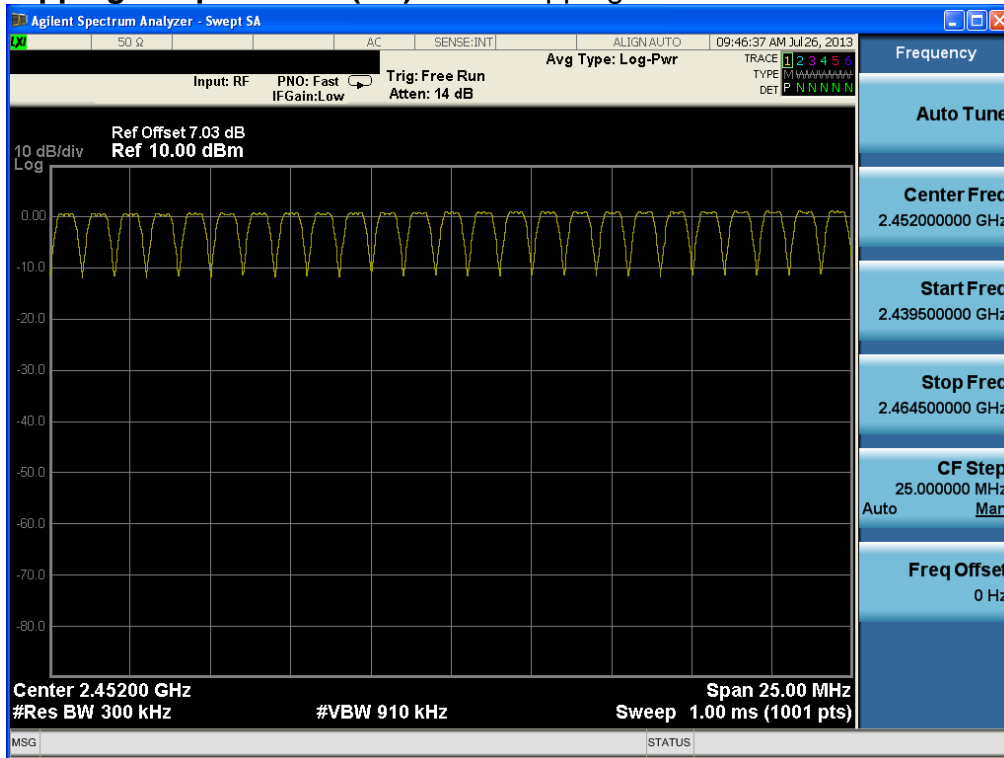 Agilent Spectrum Analyzer - Swept SA
LXI 50 Ω AC SENSE:INT ALIGN AUTO 09:46:37 AM Jul 26, 2013
Avg Type: Log-Pwr
TRACE 1 2 3 4 5 6
TYPE M W W W W W
DET P N N N N N
Input: RF PNO: Fast Trig: Free Run
IFGain:Low Atten: 14 dB
Ref Offset 7.03 dB
10 dB/div Ref 10.00 dBm
Log
0.00
-10.0
-20.0
-30.0
-40.0
-50.0
-60.0
-70.0
-80.0
Center 2.45200 GHz Span 25.00 MHz
#Res BW 300 kHz #VBW 910 kHz Sweep 1.00 ms (1001 pts)
MSG STATUS
Frequency
Auto Tune
Center Freq
2.452000000 GHz
Start Freq
2.439500000 GHz
Stop Freq
2.464500000 GHz
CF Step
25.000000 MHz
Auto Man
Freq Offset
0 Hz